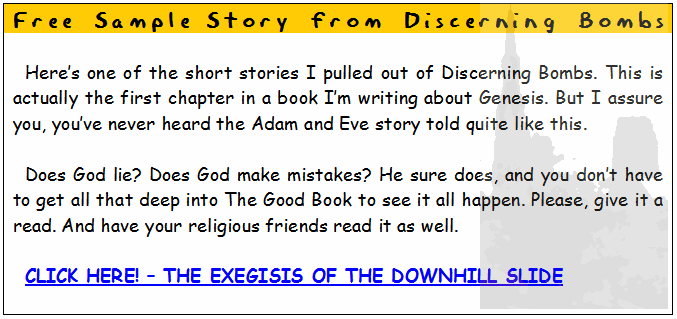 Free Sample Story from Discerning Bombs
Here's one of the short stories I pulled out of Discerning Bombs. This is
actually the first chapter in a book I'm writing about Genesis. But I assure
you, you've never heard the Adam and Eve story told quite like this.
Does God lie? Does God make mistakes? He sure does, and you don't have
to get all that deep into The Good Book to see it all happen. Please, give it a
read. And have your religious friends read it as well.
CLICK HERE! – THE EXEGISIS OF THE DOWNHILL SLIDE